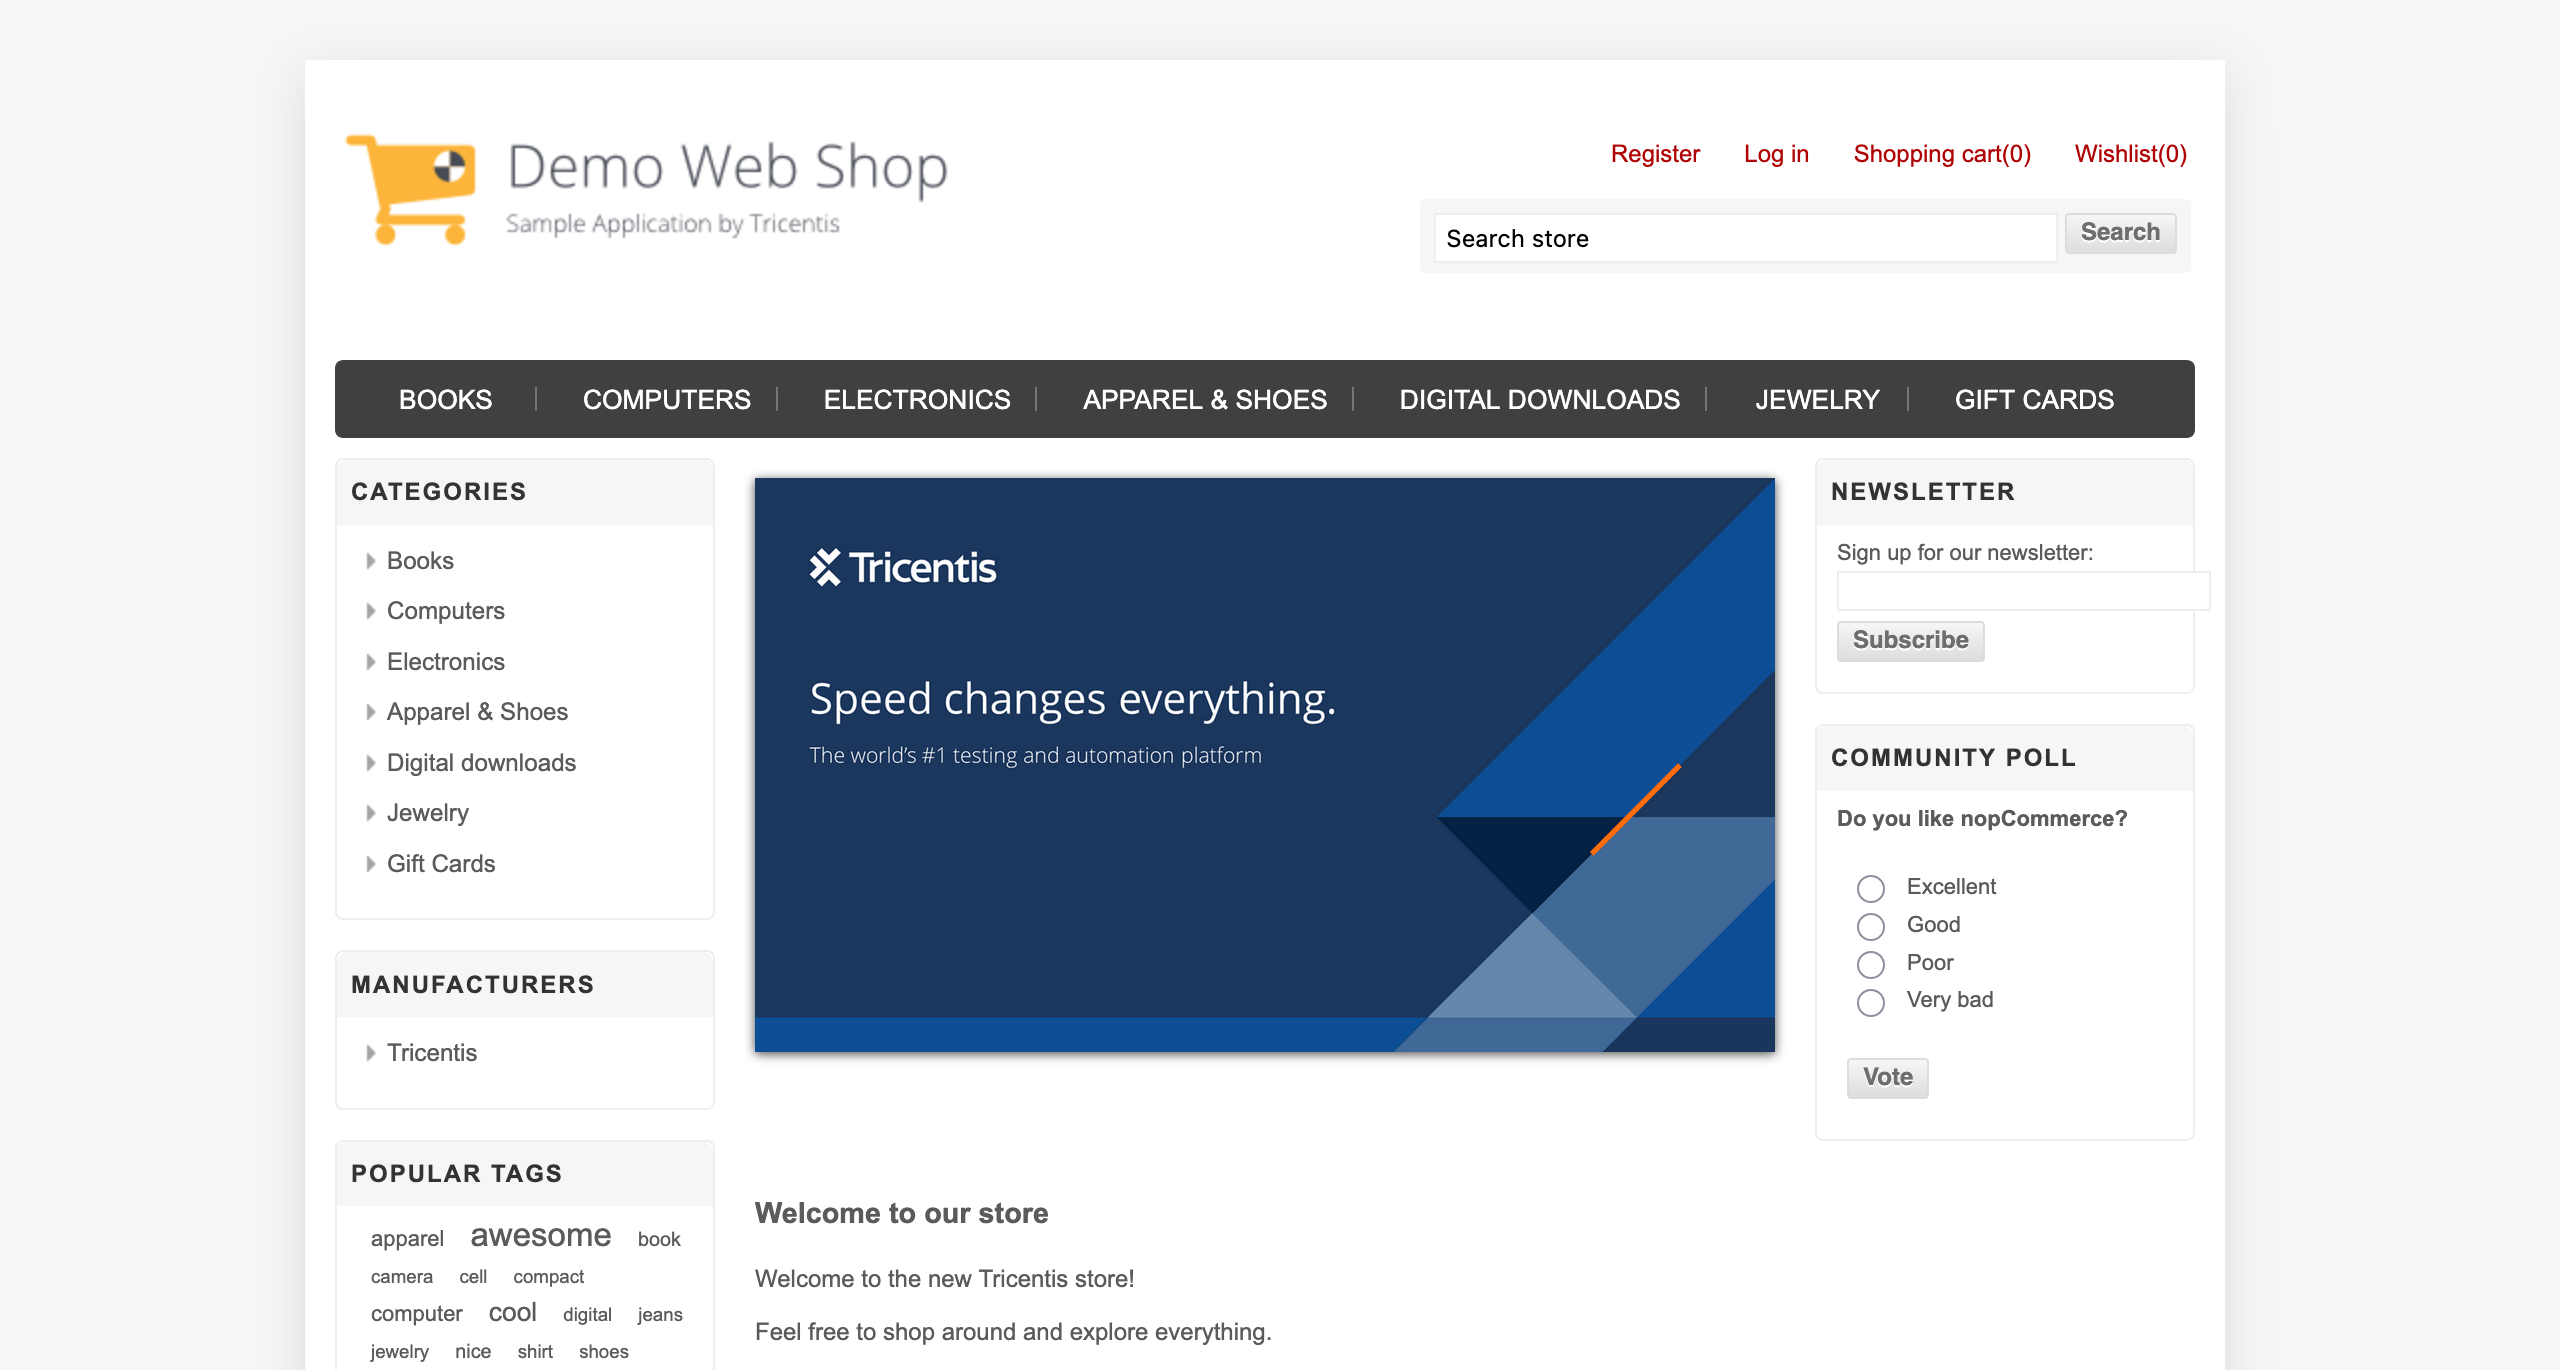 Demo Web Shop
Sample Application by Tricentis
Register Log in Shopping cart(0) Wishlist(0)
Search store Search
BOOKS COMPUTERS ELECTRONICS APPAREL & SHOES DIGITAL DOWNLOADS JEWELRY GIFT CARDS
CATEGORIES
Books
Computers
Electronics
Apparel & Shoes
Digital downloads
Jewelry
Gift Cards
MANUFACTURERS
Tricentis
POPULAR TAGS
apparel awesome book
camera cell compact
computer cool digital jeans
jewelry nice shirt shoes
Tricentis
Speed changes everything.
The world's #1 testing and automation platform
Welcome to our store
Welcome to the new Tricentis store!
Feel free to shop around and explore everything.
NEWSLETTER
Sign up for our newsletter:
Subscribe
COMMUNITY POLL
Do you like nopCommerce?
Excellent
Good
Poor
Very bad
Vote